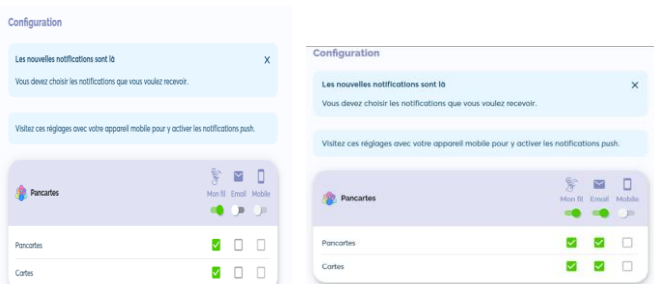 Configuration
Les nouvelles notifications sont là
X
Vous devez choisir les notifications que vous voulez recevoir.
Visitez ces réglages avec votre appareil mobile pour y activer les notifications push.
Pancartes
Mon fil Email Mobile
Pancartes
Cartes
Configuration
Les nouvelles notifications sont là
X
Vous devez choisir les notifications que vous voulez recevoir.
Visitez ces réglages avec votre appareil mobile pour y activer les notifications push.
Pancartes
Mon fil Email Mobile
Pancartes
Cartes